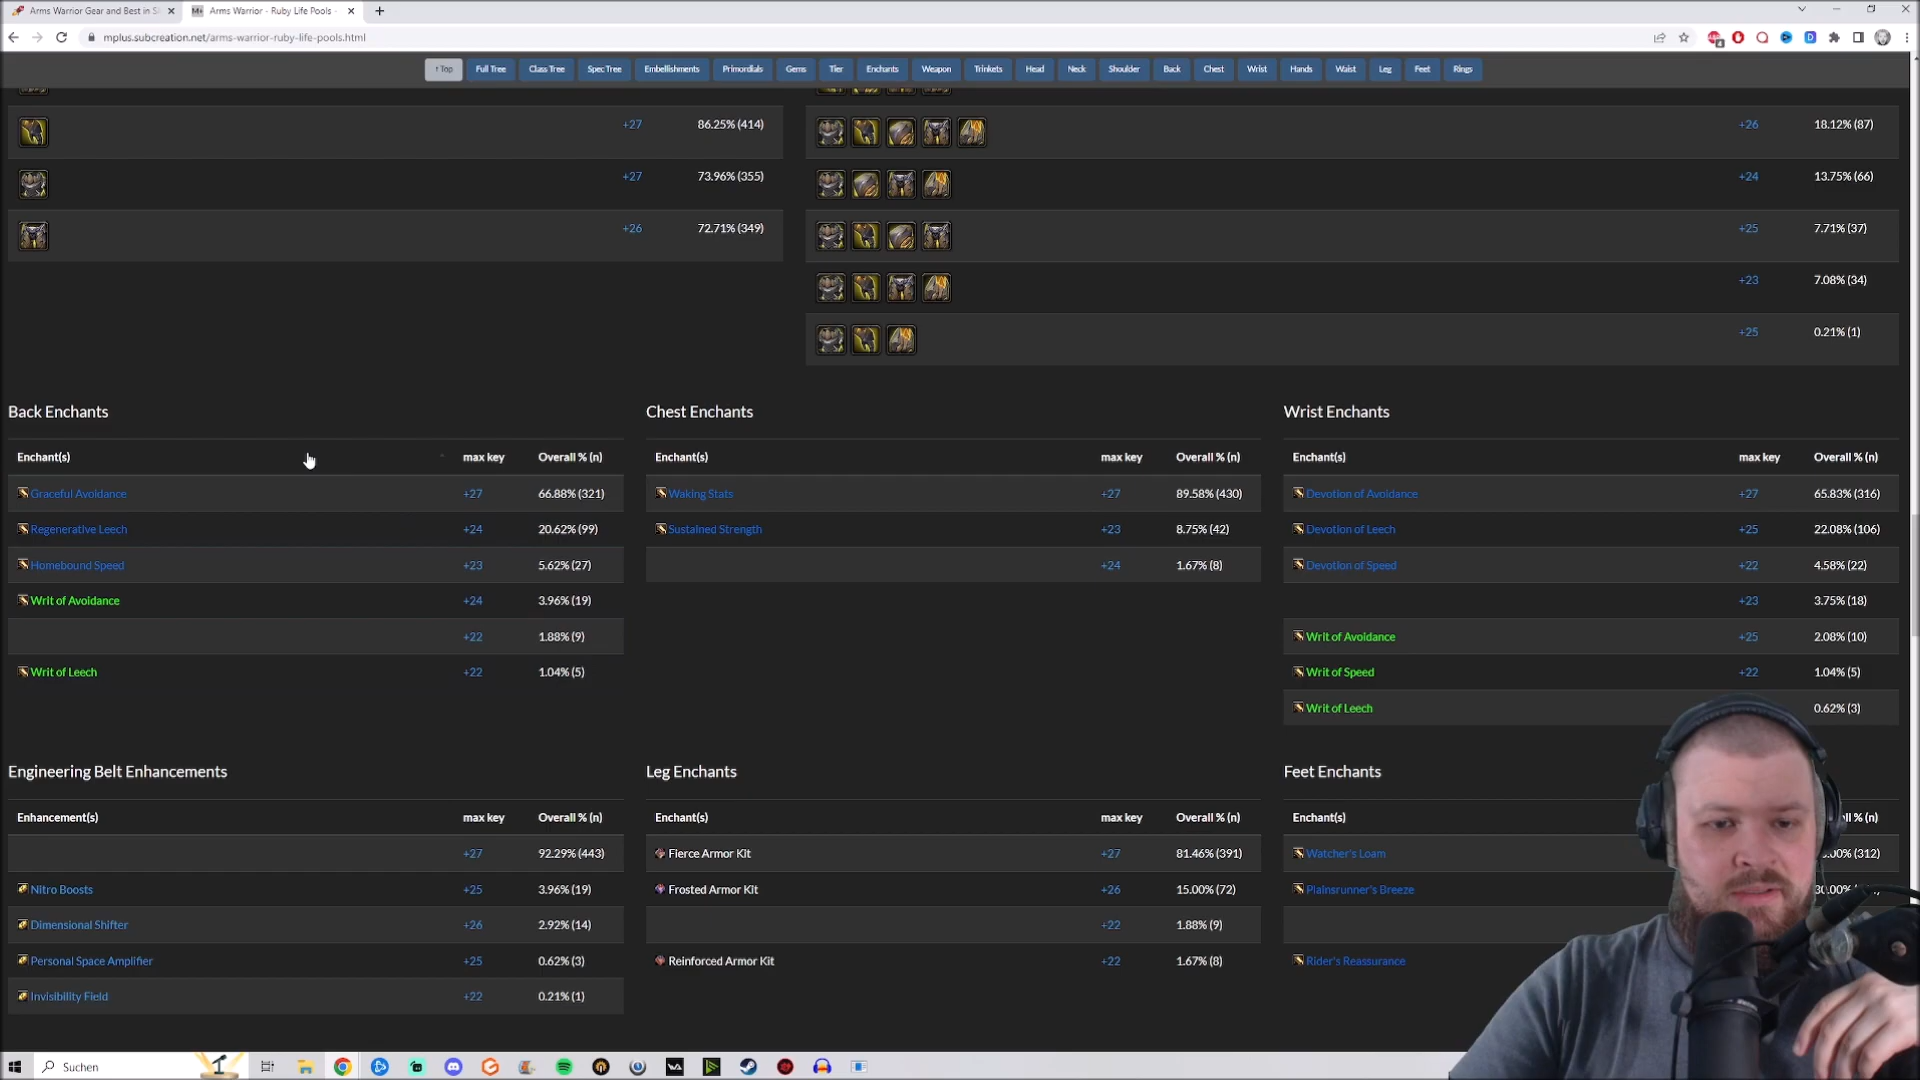 Arms Warrior Gear and Best in S
Arms Warrior - Ruby Life Pools -
mplus.subcreation.net/arms-warrior-ruby-life-pools.html
↑ Top Full Tree Class Tree Spec Tree Embellishments Primordials Gems Tier Enchants Weapon Trinkets Head Neck Shoulder Back Chest Wrist Hands Waist Leg Feet Rings
+27 86.25% (414)
+27 73.96% (355)
+26 72.71% (349)
+26 18.12% (87)
+24 13.75% (66)
+25 7.71% (37)
+23 7.08% (34)
+25 0.21% (1)
Back Enchants
Enchant(s) max key Overall % (n)
Graceful Avoidance +27 66.88% (321)
Regenerative Leech +24 20.62% (99)
Homebound Speed +23 5.62% (27)
Writ of Avoidance +24 3.96% (19)
+22 1.88% (9)
Writ of Leech +22 1.04% (5)
Chest Enchants
Enchant(s) max key Overall % (n)
Waking Stats +27 89.58% (430)
Sustained Strength +23 8.75% (42)
+24 1.67% (8)
Wrist Enchants
Enchant(s) max key Overall % (n)
Devotion of Avoidance +27 65.83% (316)
Devotion of Leech +25 22.08% (106)
Devotion of Speed +22 4.58% (22)
+23 3.75% (18)
Writ of Avoidance +25 2.08% (10)
Writ of Speed +22 1.04% (5)
Writ of Leech 0.62% (3)
Engineering Belt Enhancements
Enhancement(s) max key Overall % (n)
+27 92.29% (443)
Nitro Boosts +25 3.96% (19)
Dimensional Shifter +26 2.92% (14)
Personal Space Amplifier +25 0.62% (3)
Invisibility Field +22 0.21% (1)
Leg Enchants
Enchant(s) max key Overall % (n)
Fierce Armor Kit +27 81.46% (391)
Frosted Armor Kit +26 15.00% (72)
+22 1.88% (9)
Reinforced Armor Kit +22 1.67% (8)
Feet Enchants
Enchant(s) % (n)
Watcher's Loam .00% (312)
Plainsrunner's Breeze 30.00%
Rider's Reassurance
Suchen